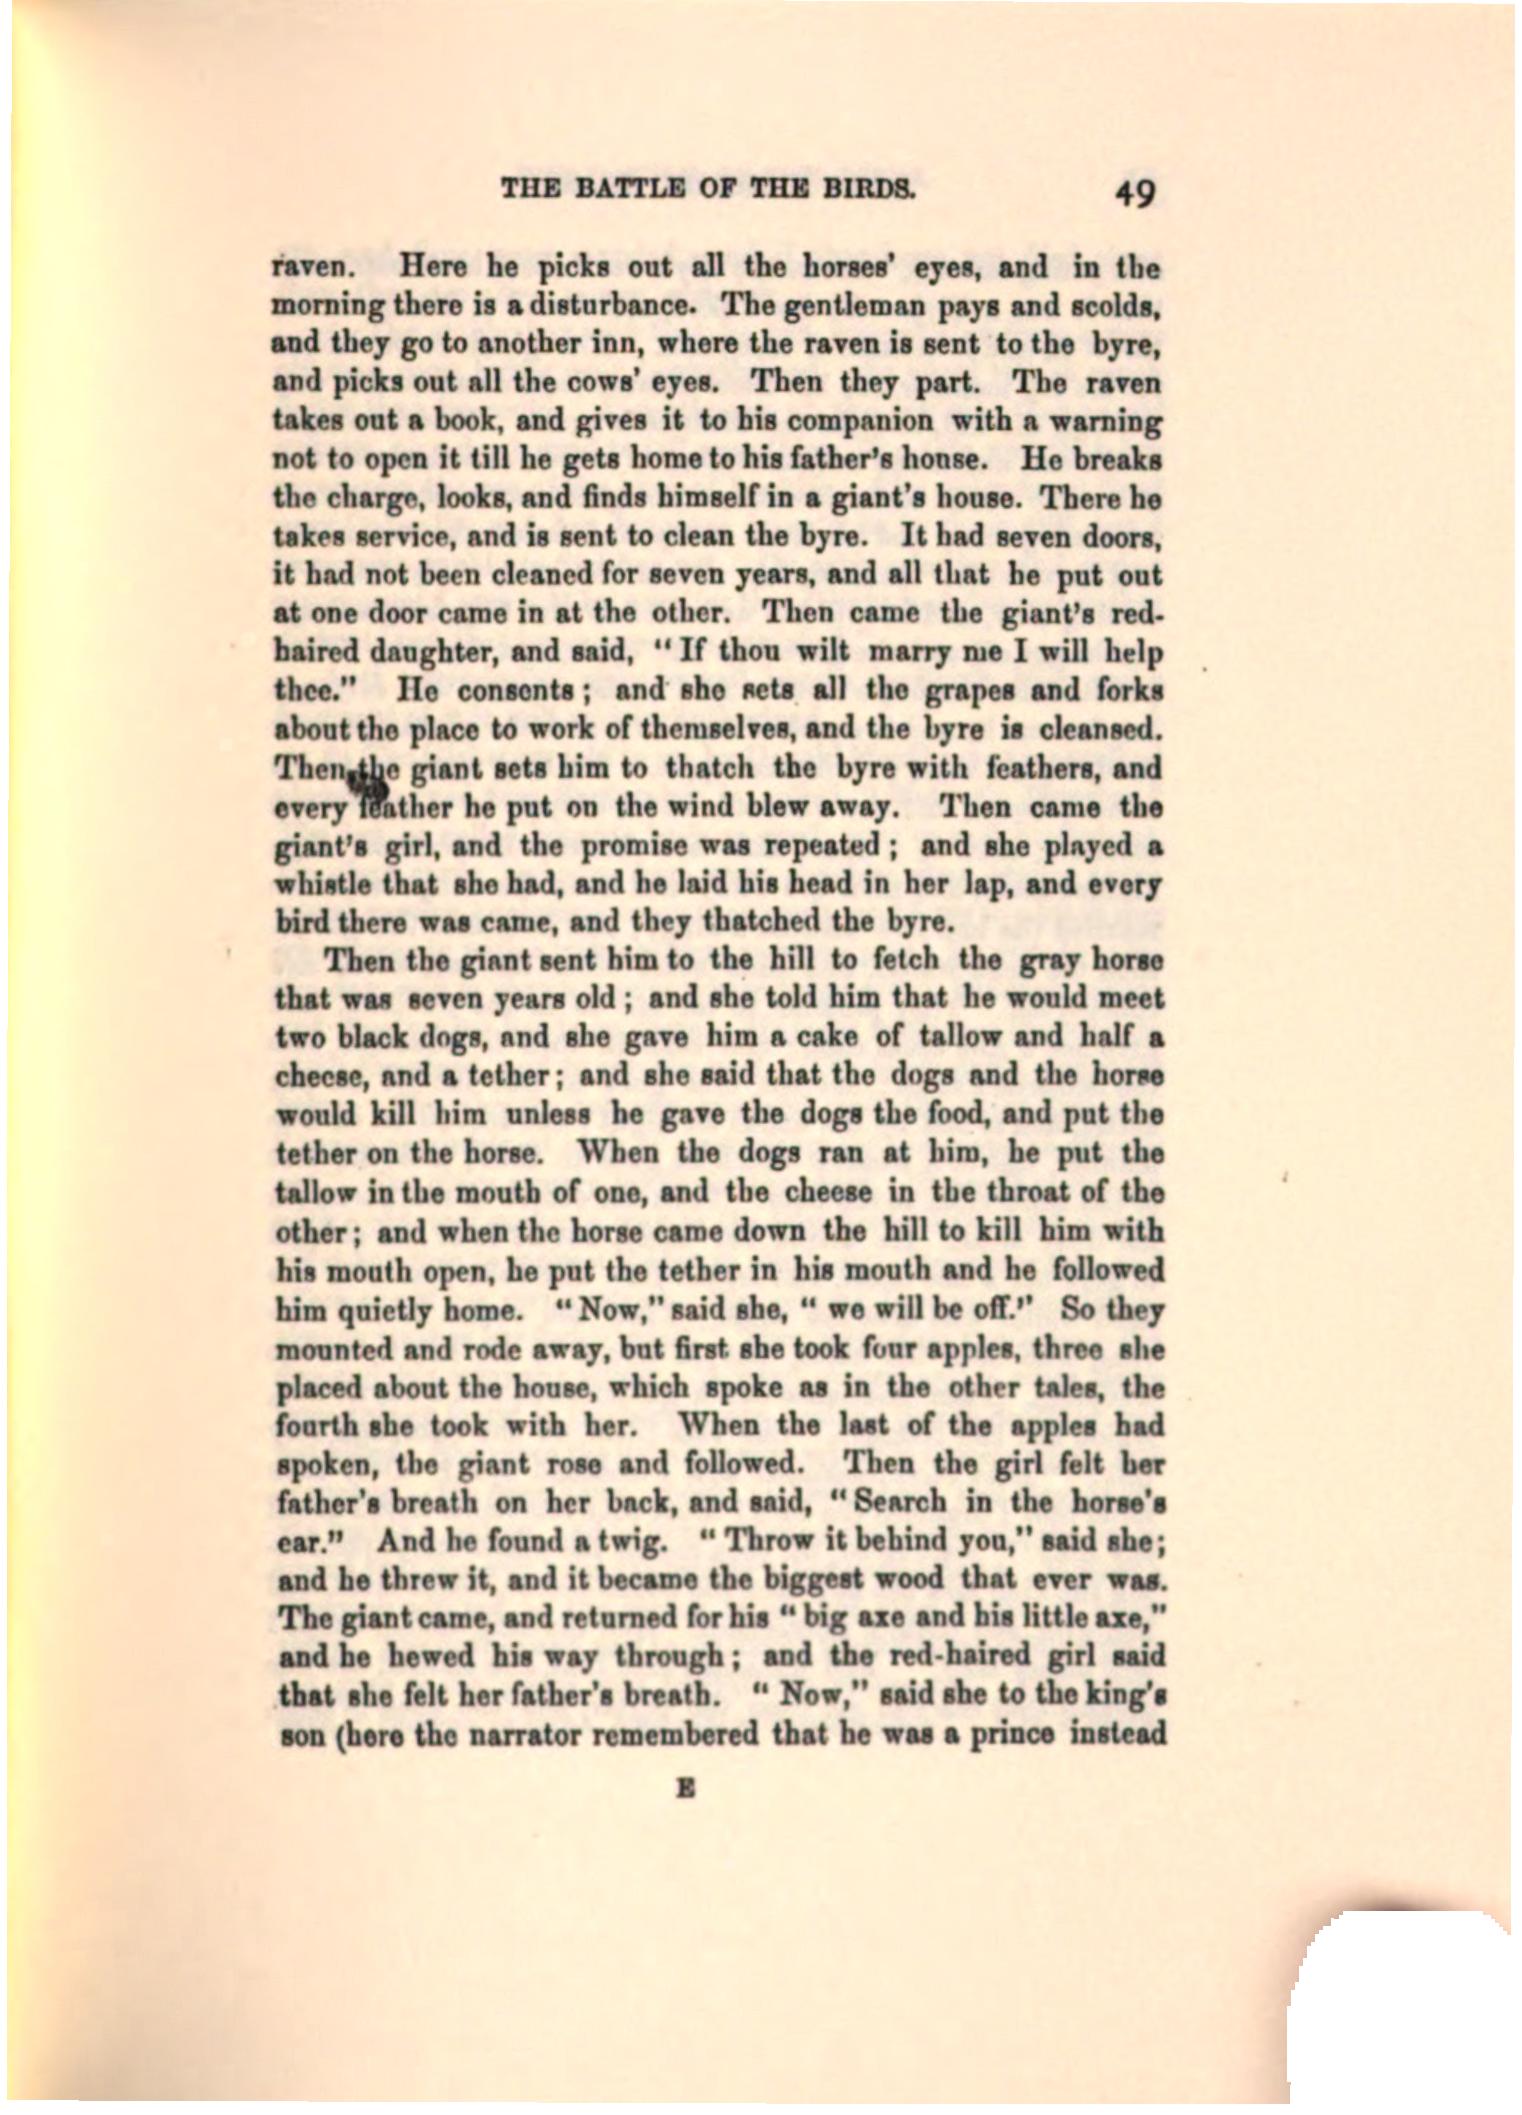 THE BATTLE OF THE BIRDS. 49
raven. Here he picks out all the horses' eyes, and in the
morning there is a disturbance. The gentleman pays and scolds,
and they go to another inn, where the raven is sent to the byre,
and picks out all the cows' eyes. Then they part. The raven
takes out a book, and gives it to his companion with a warning
not to open it till he gets home to his father's house. He breaks
the charge, looks, and finds himself in a giant's house. There he
takes service, and is sent to clean the byre. It had seven doors,
it had not been cleaned for seven years, and all that he put out
at one door came in at the other. Then came the giant's red-
haired daughter, and said, "If thou wilt marry me I will help
thee." He consents; and she sets all the grapes and forks
about the place to work of themselves, and the byre is cleansed.
Then the giant sets him to thatch the byre with feathers, and
every feather he put on the wind blew away. Then came the
giant's girl, and the promise was repeated; and she played a
whistle that she had, and he laid his head in her lap, and every
bird there was came, and they thatched the byre.
Then the giant sent him to the hill to fetch the gray horse
that was seven years old; and she told him that he would meet
two black dogs, and she gave him a cake of tallow and half a
cheese, and a tether; and she said that the dogs and the horse
would kill him unless he gave the dogs the food, and put the
tether on the horse. When the dogs ran at him, he put the
tallow in the mouth of one, and the cheese in the throat of the
other; and when the horse came down the hill to kill him with
his mouth open, he put the tether in his mouth and he followed
him quietly home. "Now," said she, "we will be off." So they
mounted and rode away, but first she took four apples, three she
placed about the house, which spoke as in the other tales, the
fourth she took with her. When the last of the apples had
spoken, the giant rose and followed. Then the girl felt her
father's breath on her back, and said, "Search in the horse's
ear." And he found a twig. "Throw it behind you," said she;
and he threw it, and it became the biggest wood that ever was.
The giant came, and returned for his "big axe and his little axe,"
and he hewed his way through; and the red-haired girl said
that she felt her father's breath. "Now," said she to the king's
son (here the narrator remembered that he was a prince instead
E